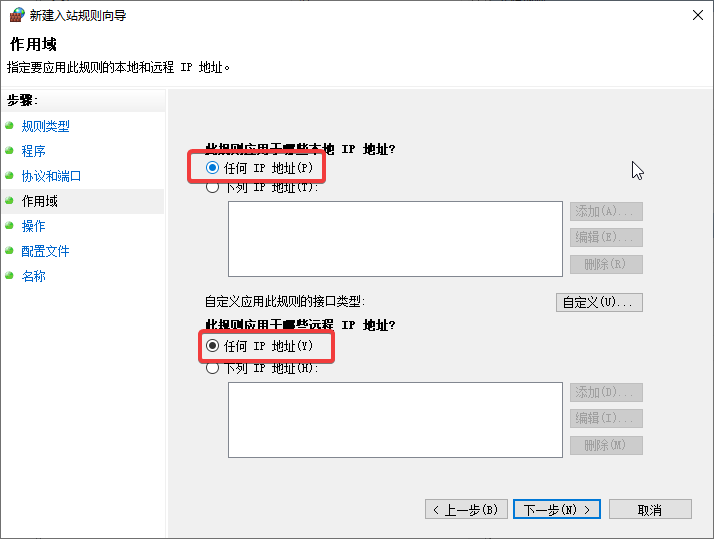 新建入站规则向导
作用域
指定要应用此规则的本地和远程 IP 地址。
步骤:
规则类型
程序
协议和端口
作用域
操作
配置文件
名称
此规则应用于哪些本地 IP 地址?
任何 IP 地址(P)
下列 IP 地址(T):
添加(A)...
编辑(E)...
删除(R)
自定义应用此规则的接口类型:
自定义(U)...
此规则应用于哪些远程 IP 地址?
任何 IP 地址(Y)
下列 IP 地址(H):
添加(D)...
编辑(I)...
删除(M)
< 上一步(B)
下一步(N) >
取消